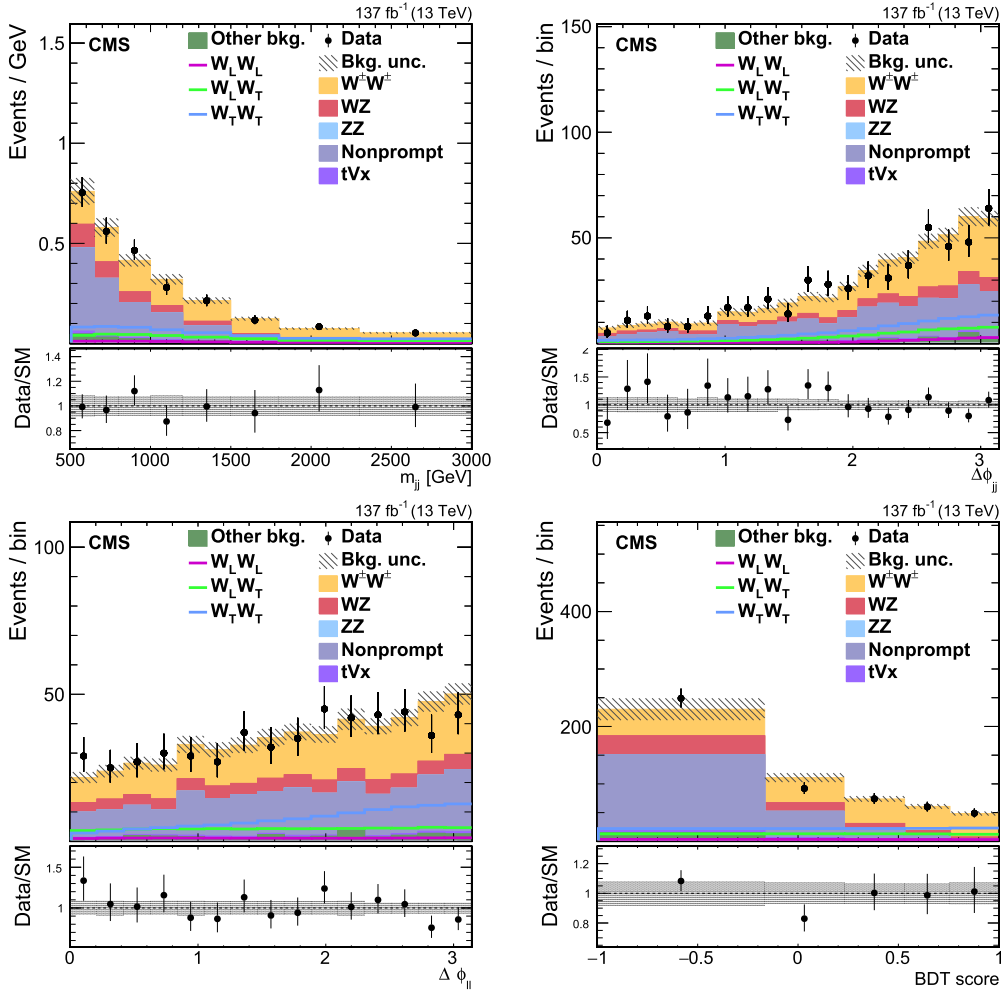 137 fb⁻¹ (13 TeV)
CMS
Events / GeV
Other bkg.
W_L W_L
W_L W_T
W_T W_T
Data
Bkg. unc.
W^± W^±
WZ
ZZ
Nonprompt
tVx
1.5
1
0.5
Data/SM
1.4
1.2
1.0
0.8
500 1000 1500 2000 2500 3000
m_jj [GeV]
137 fb⁻¹ (13 TeV)
CMS
Events / bin
Other bkg.
W_L W_L
W_L W_T
W_T W_T
Data
Bkg. unc.
W^± W^±
WZ
ZZ
Nonprompt
tVx
150
100
50
Data/SM
2
1.5
1
0.5
0 1 2 3
Δϕ_jj
137 fb⁻¹ (13 TeV)
CMS
Events / bin
Other bkg.
W_L W_L
W_L W_T
W_T W_T
Data
Bkg. unc.
W^± W^±
WZ
ZZ
Nonprompt
tVx
100
50
Data/SM
1.5
1
0 1 2 3
Δ ϕ_ll
137 fb⁻¹ (13 TeV)
CMS
Events / bin
Other bkg.
W_L W_L
W_L W_T
W_T W_T
Data
Bkg. unc.
W^± W^±
WZ
ZZ
Nonprompt
tVx
400
200
Data/SM
1.2
1.0
0.8
−1 −0.5 0 0.5 1
BDT score